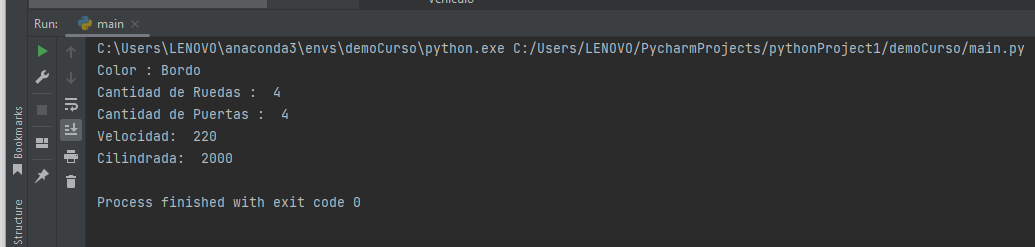 Vehiculo
Run:
main
C:\Users\LENOVO\anaconda3\envs\demoCurso\python.exe C:/Users/LENOVO/PycharmProjects/pythonProject1/demoCurso/main.py
Color : Bordo
Cantidad de Ruedas :  4
Cantidad de Puertas :  4
Velocidad:  220
Cilindrada:  2000
Process finished with exit code 0
Bookmarks
Structure